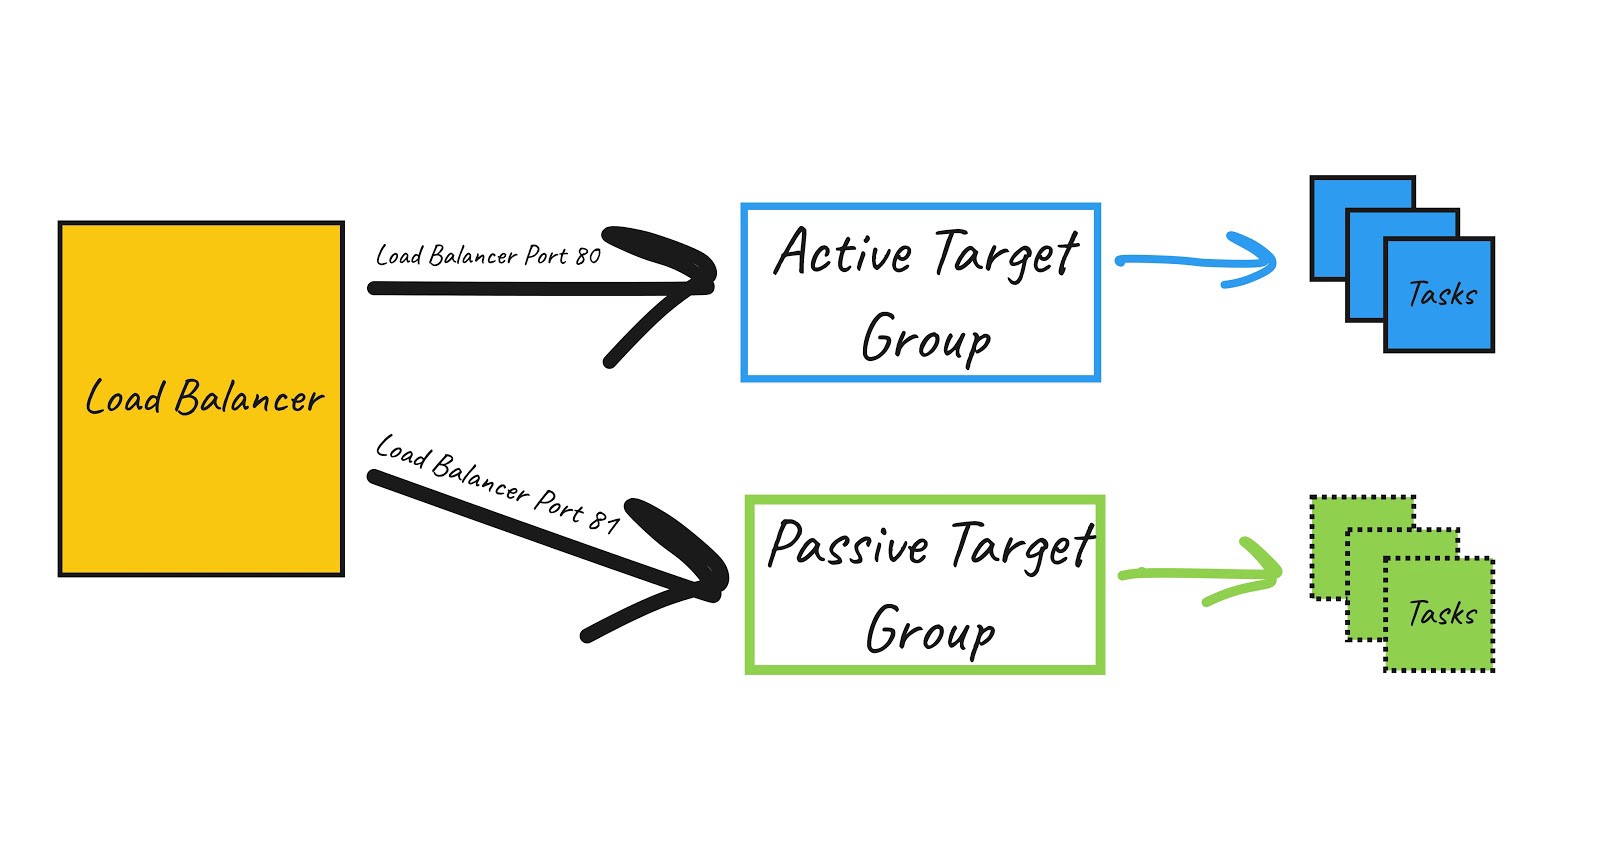 Load Balancer
Load Balancer Port 80
Active Target
Group
Tasks
Load Balancer Port 81
Passive Target
Group
Tasks